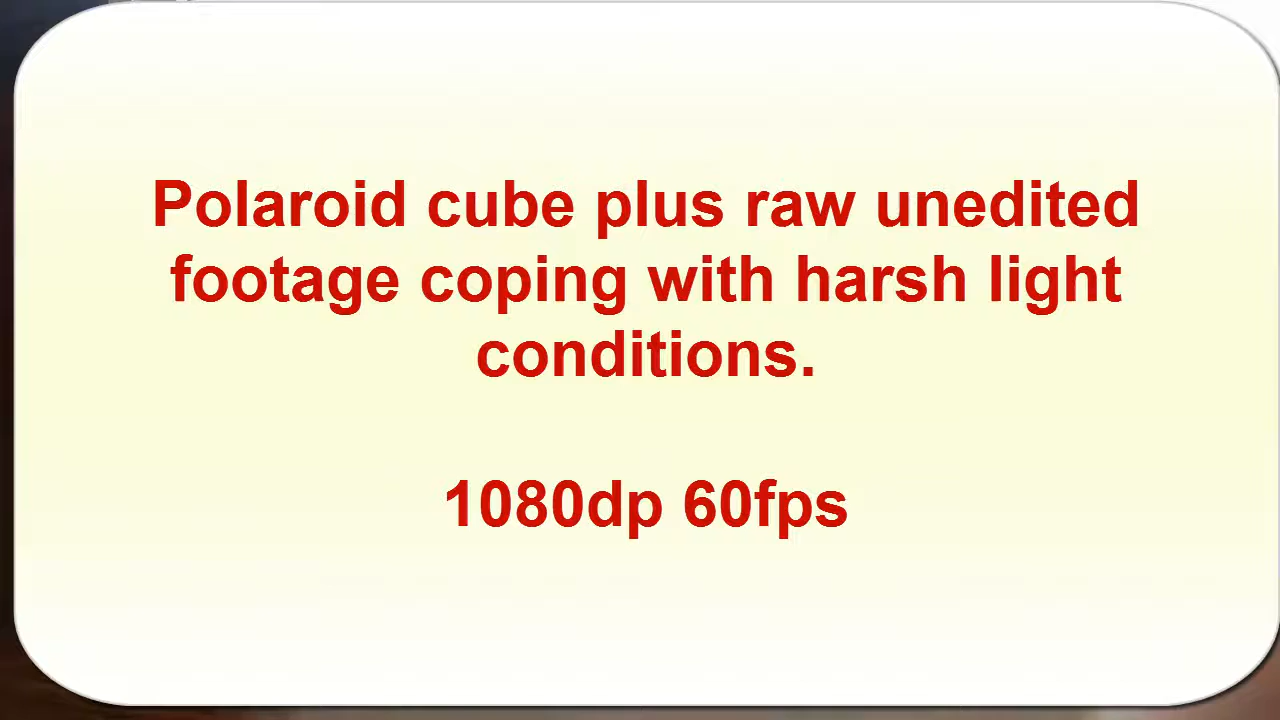 Polaroid cube plus raw unedited
footage coping with harsh light
conditions.
1080dp 60fps